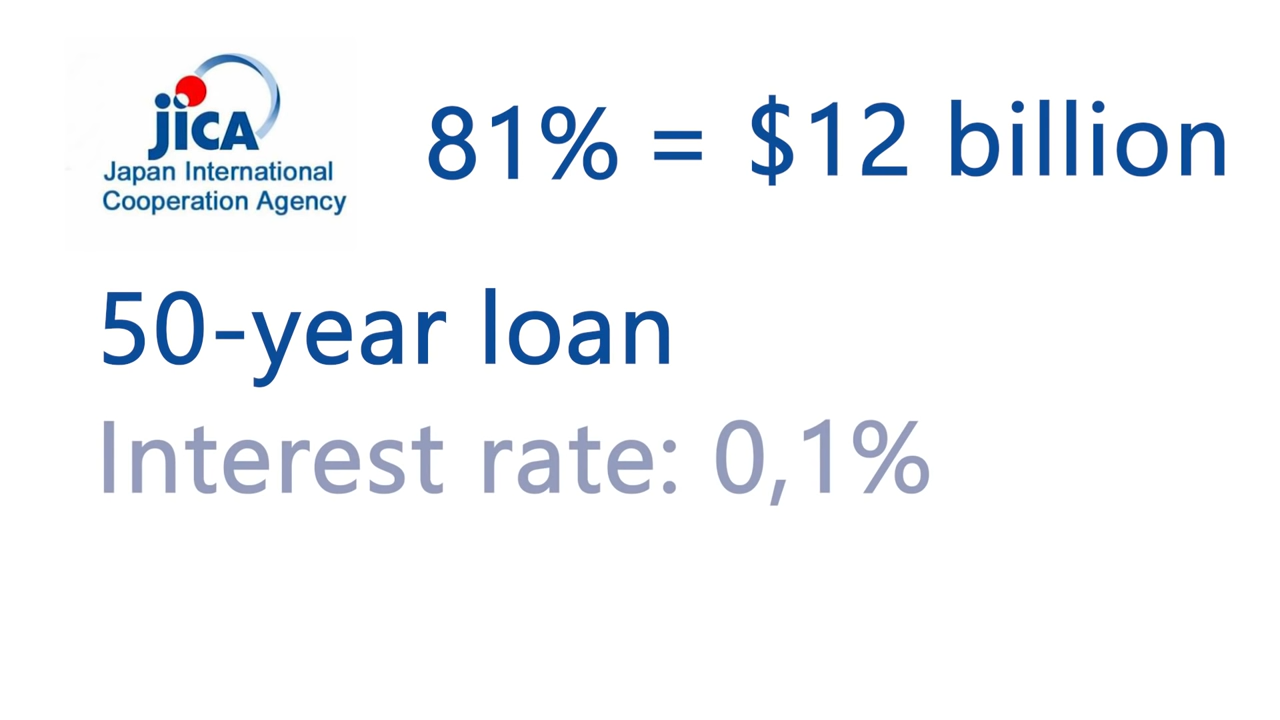 JICA
Japan International
Cooperation Agency
81% = $12 billion
50-year loan
Interest rate: 0,1%